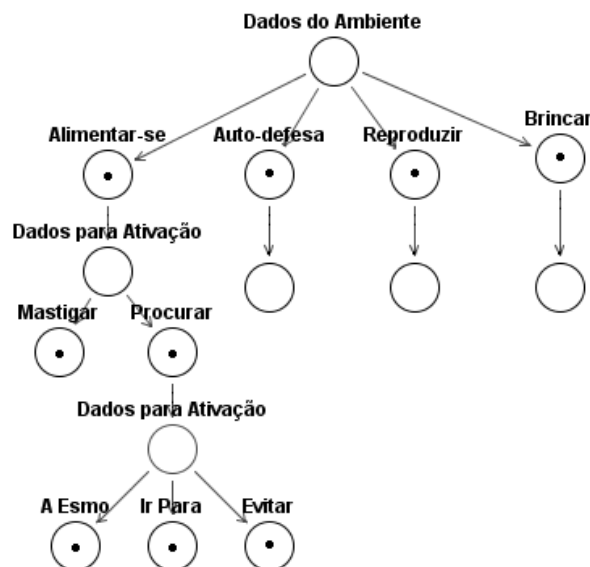 Dados do Ambiente
Alimentar-se
Auto-defesa
Reproduzir
Brincar
Dados para Ativação
Mastigar
Procurar
Dados para Ativação
A Esmo
Ir Para
Evitar